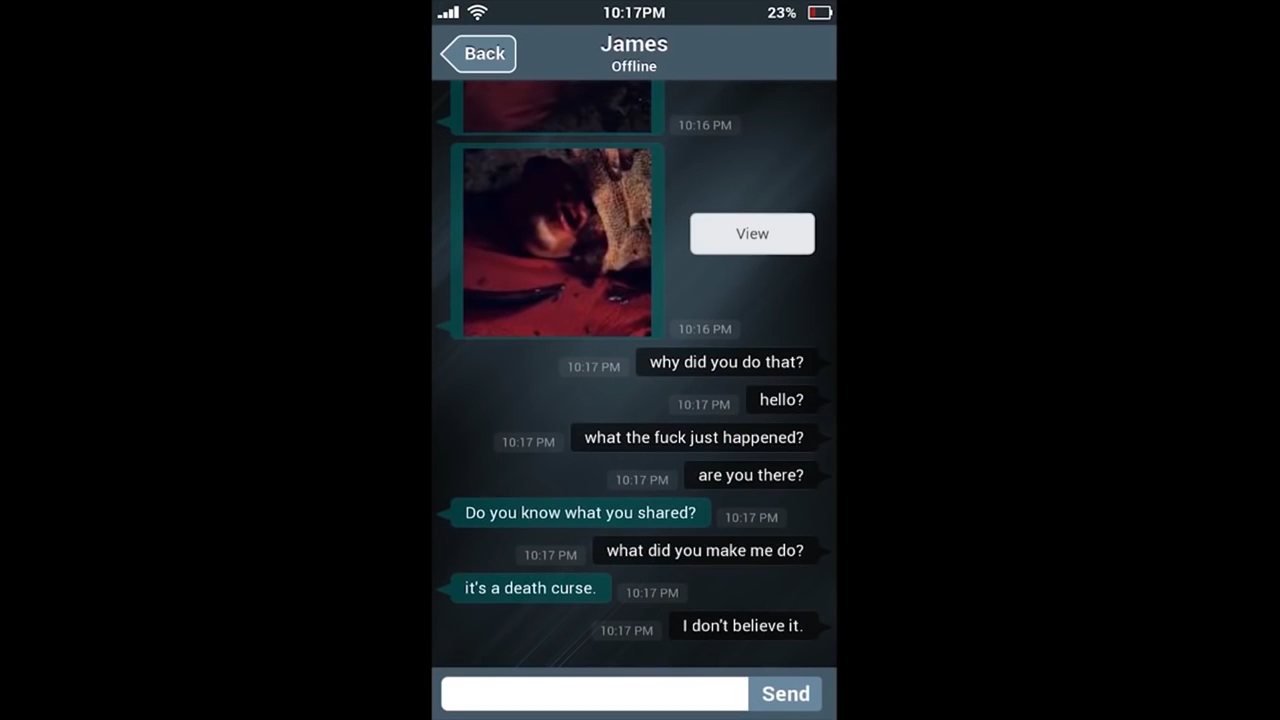 10:17PM
23%
Back
James
Offline
10:16 PM
View
10:16 PM
10:17 PM why did you do that?
10:17 PM hello?
10:17 PM what the fuck just happened?
10:17 PM are you there?
Do you know what you shared? 10:17 PM
10:17 PM what did you make me do?
it's a death curse. 10:17 PM
10:17 PM I don't believe it.
Send